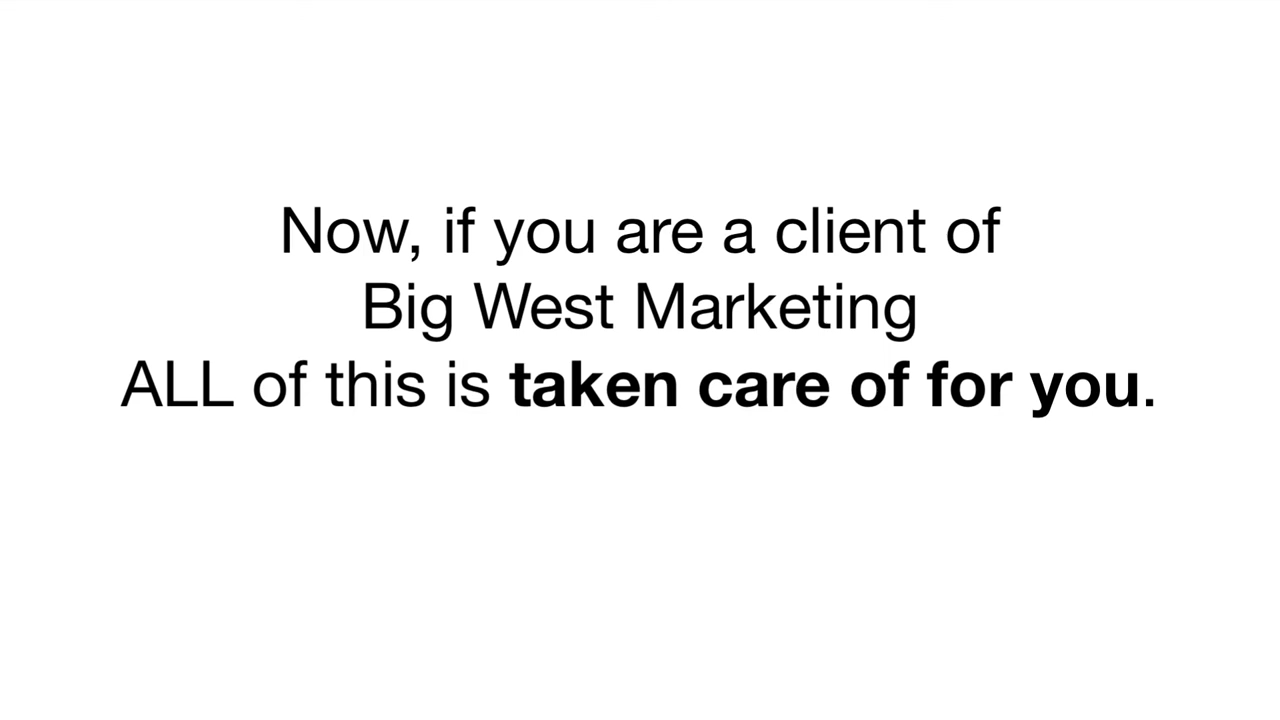 Now, if you are a client of
Big West Marketing
ALL of this is taken care of for you.